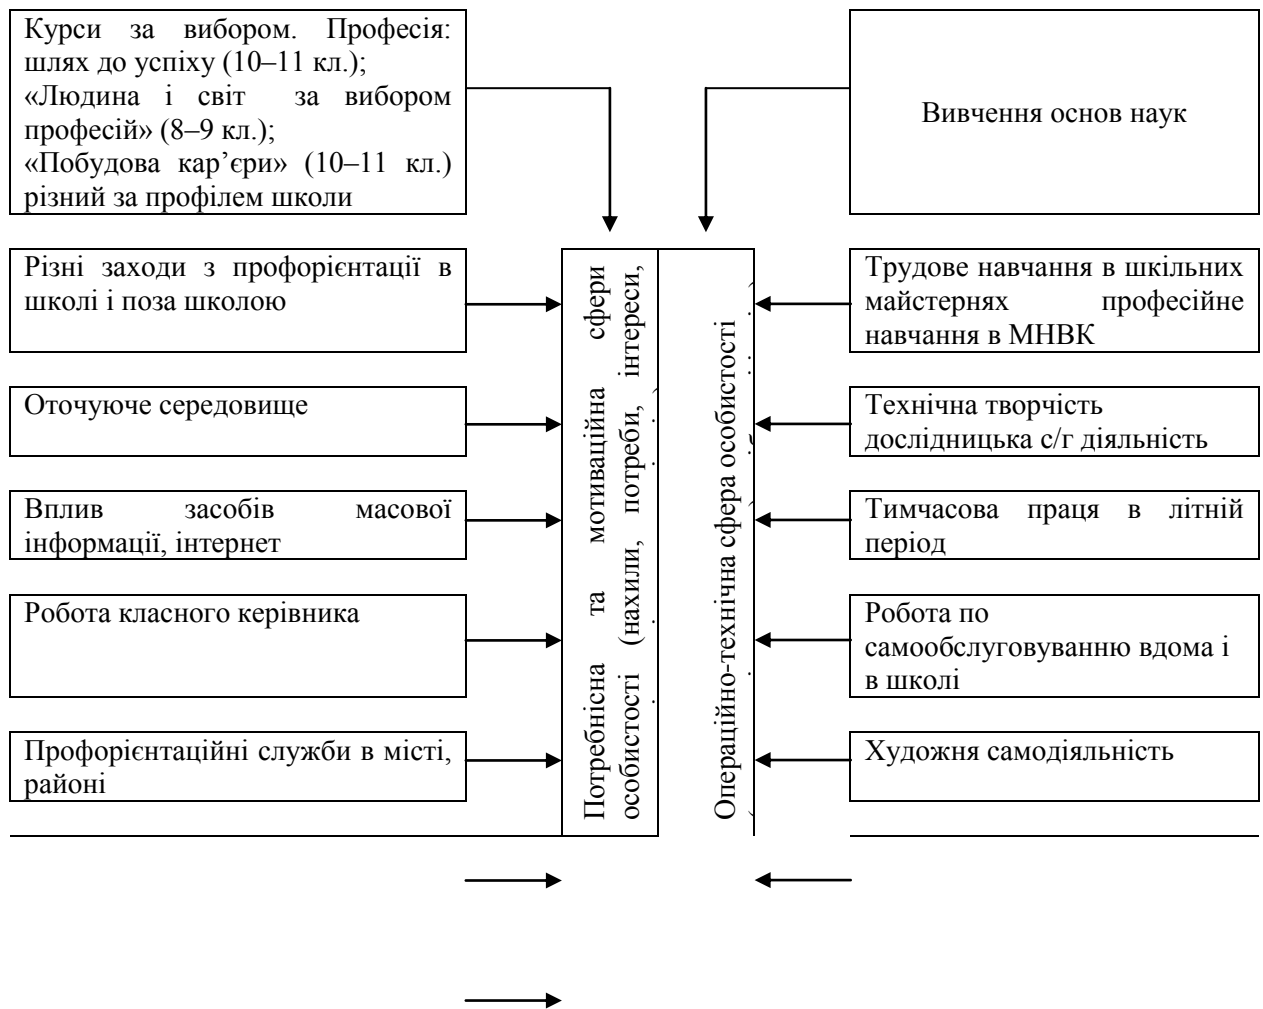 Курси за вибором. Професія:
шлях до успіху (10–11 кл.);
«Людина і світ за вибором
професій» (8–9 кл.);
«Побудова кар’єри» (10–11 кл.)
різний за профілем школи
Вивчення основ наук
Різні заходи з профорієнтації в
школі і поза школою
Оточуюче середовище
Вплив засобів масової
інформації, інтернет
Робота класного керівника
Профорієнтаційні служби в місті,
районі
Потребнісна та мотиваційна сфери
особистості (нахили, потреби, інтереси,
Операційно-технічна сфера особистості
Трудове навчання в шкільних
майстернях професійне
навчання в МНВК
Технічна творчість
дослідницька с/г діяльність
Тимчасова праця в літній
період
Робота по
самообслуговуванню вдома і
в школі
Художня самодіяльність